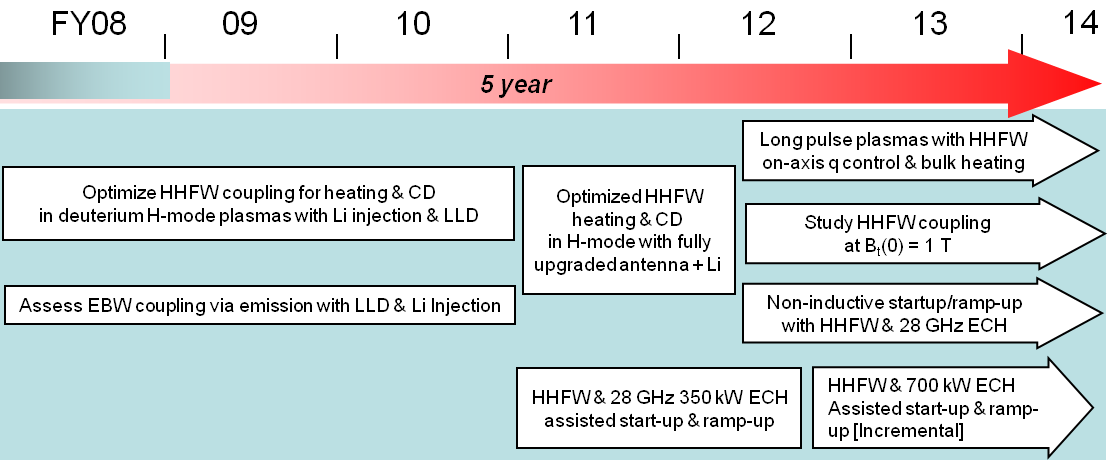 FY08 09 10 11 12 13 14
5 year
Long pulse plasmas with HHFW
on-axis q control & bulk heating
Optimize HHFW coupling for heating & CD
in deuterium H-mode plasmas with Li injection & LLD
Optimized HHFW
heating & CD
in H-mode with fully
upgraded antenna + Li
Study HHFW coupling
at Bt(0) = 1 T
Assess EBW coupling via emission with LLD & Li Injection
Non-inductive startup/ramp-up
with HHFW & 28 GHz ECH
HHFW & 28 GHz 350 kW ECH
assisted start-up & ramp-up
HHFW & 700 kW ECH
Assisted start-up & ramp-
up [Incremental]